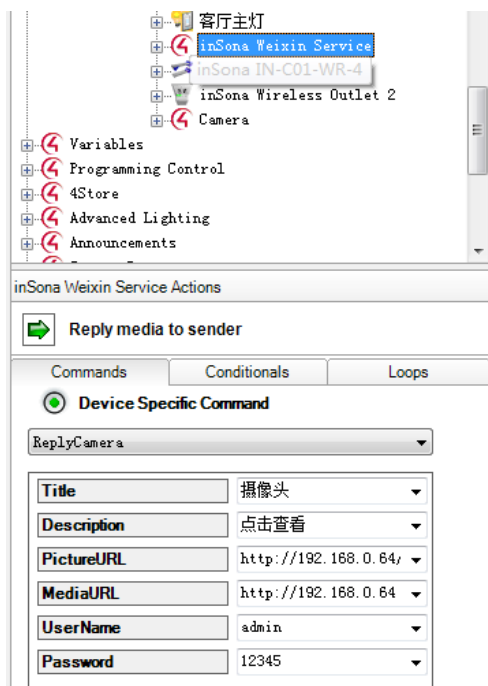 客厅主灯
inSona Weixin Service
inSona IN-C01-WR-4
inSona Wireless Outlet 2
Camera
Variables
Programming Control
4Store
Advanced Lighting
Announcements
inSona Weixin Service Actions
Reply media to sender
Commands Conditionals Loops
Device Specific Command
ReplyCamera
Title 摄像头
Description 点击查看
PictureURL http://192.168.0.64/
MediaURL http://192.168.0.64
UserName admin
Password 12345